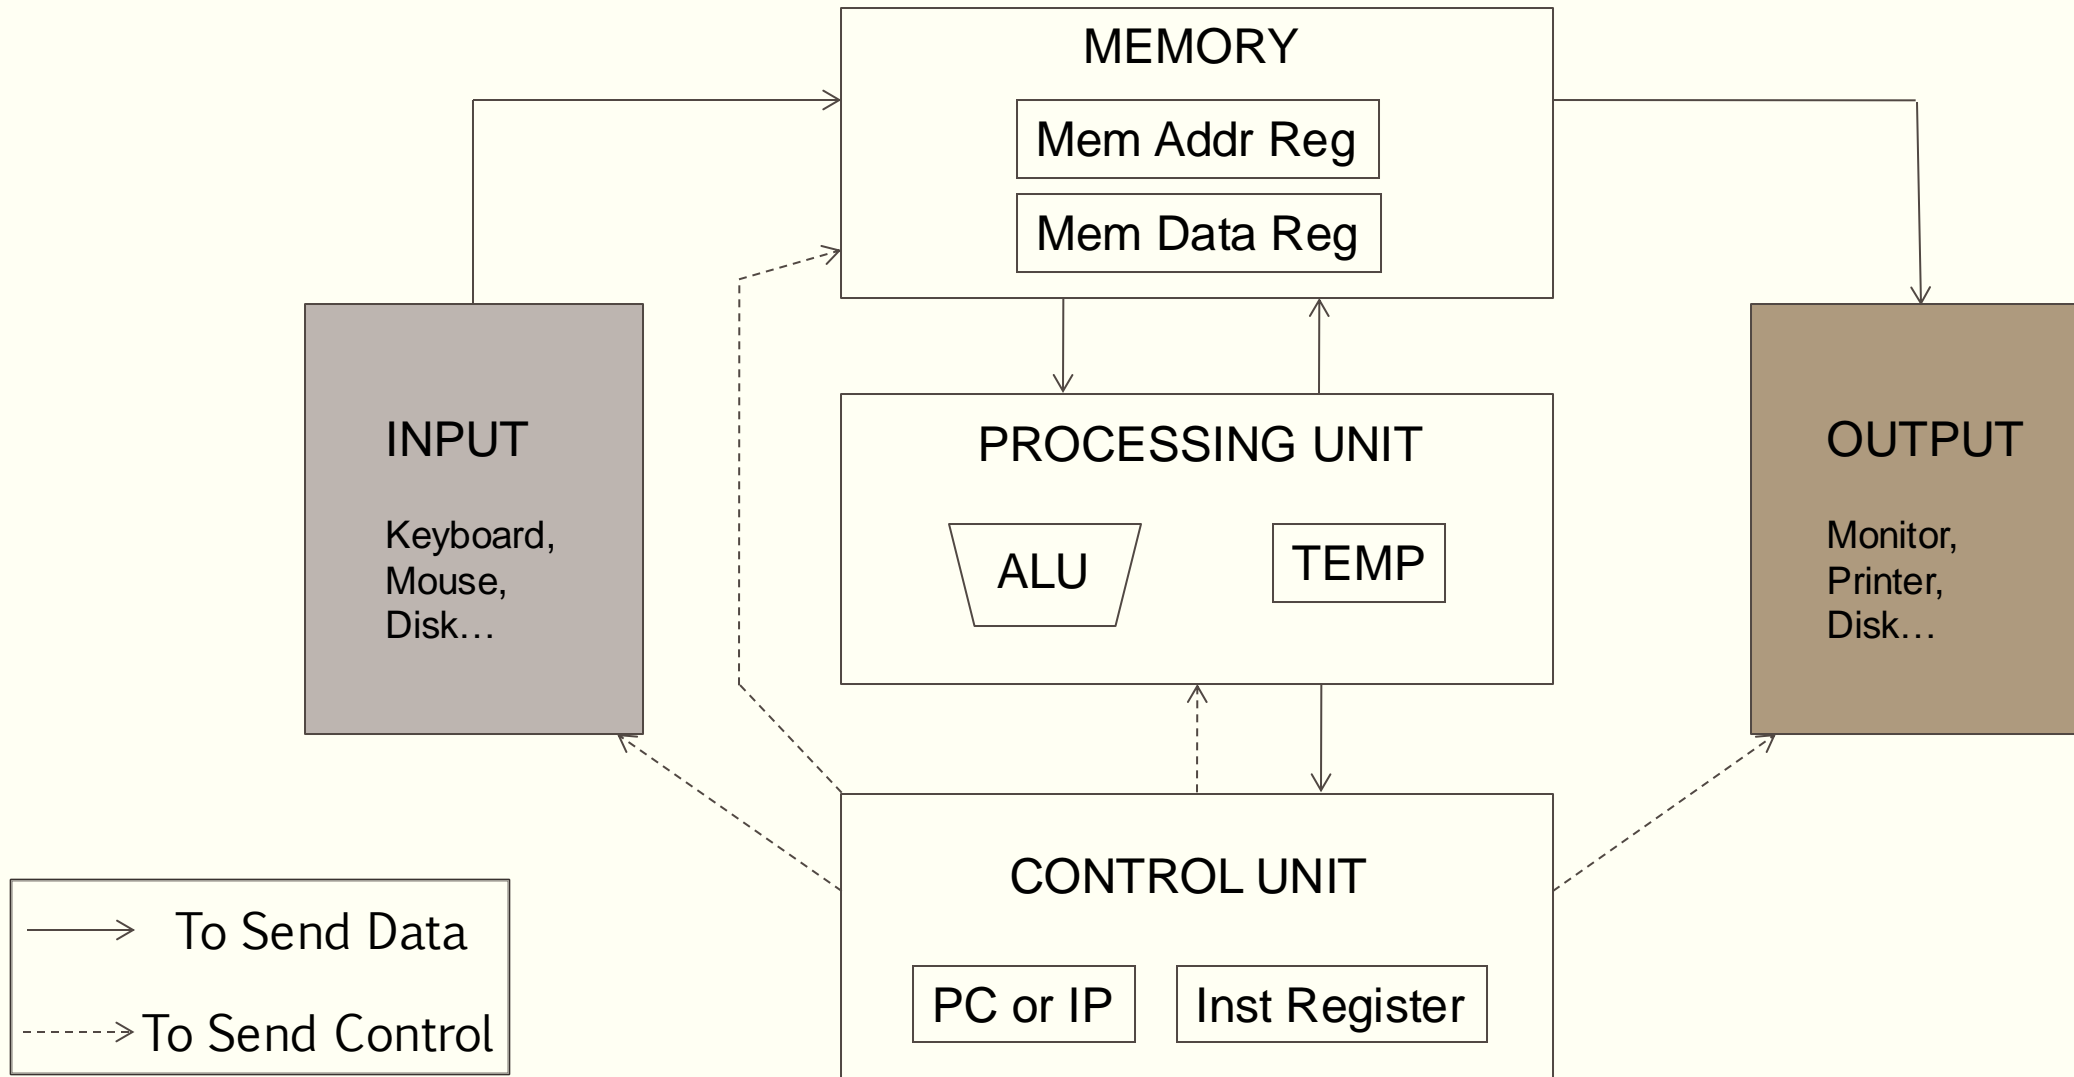 MEMORY
Mem Addr Reg
Mem Data Reg
INPUT
Keyboard,
Mouse,
Disk…
PROCESSING UNIT
ALU
TEMP
OUTPUT
Monitor,
Printer,
Disk…
CONTROL UNIT
PC or IP
Inst Register
To Send Data
To Send Control